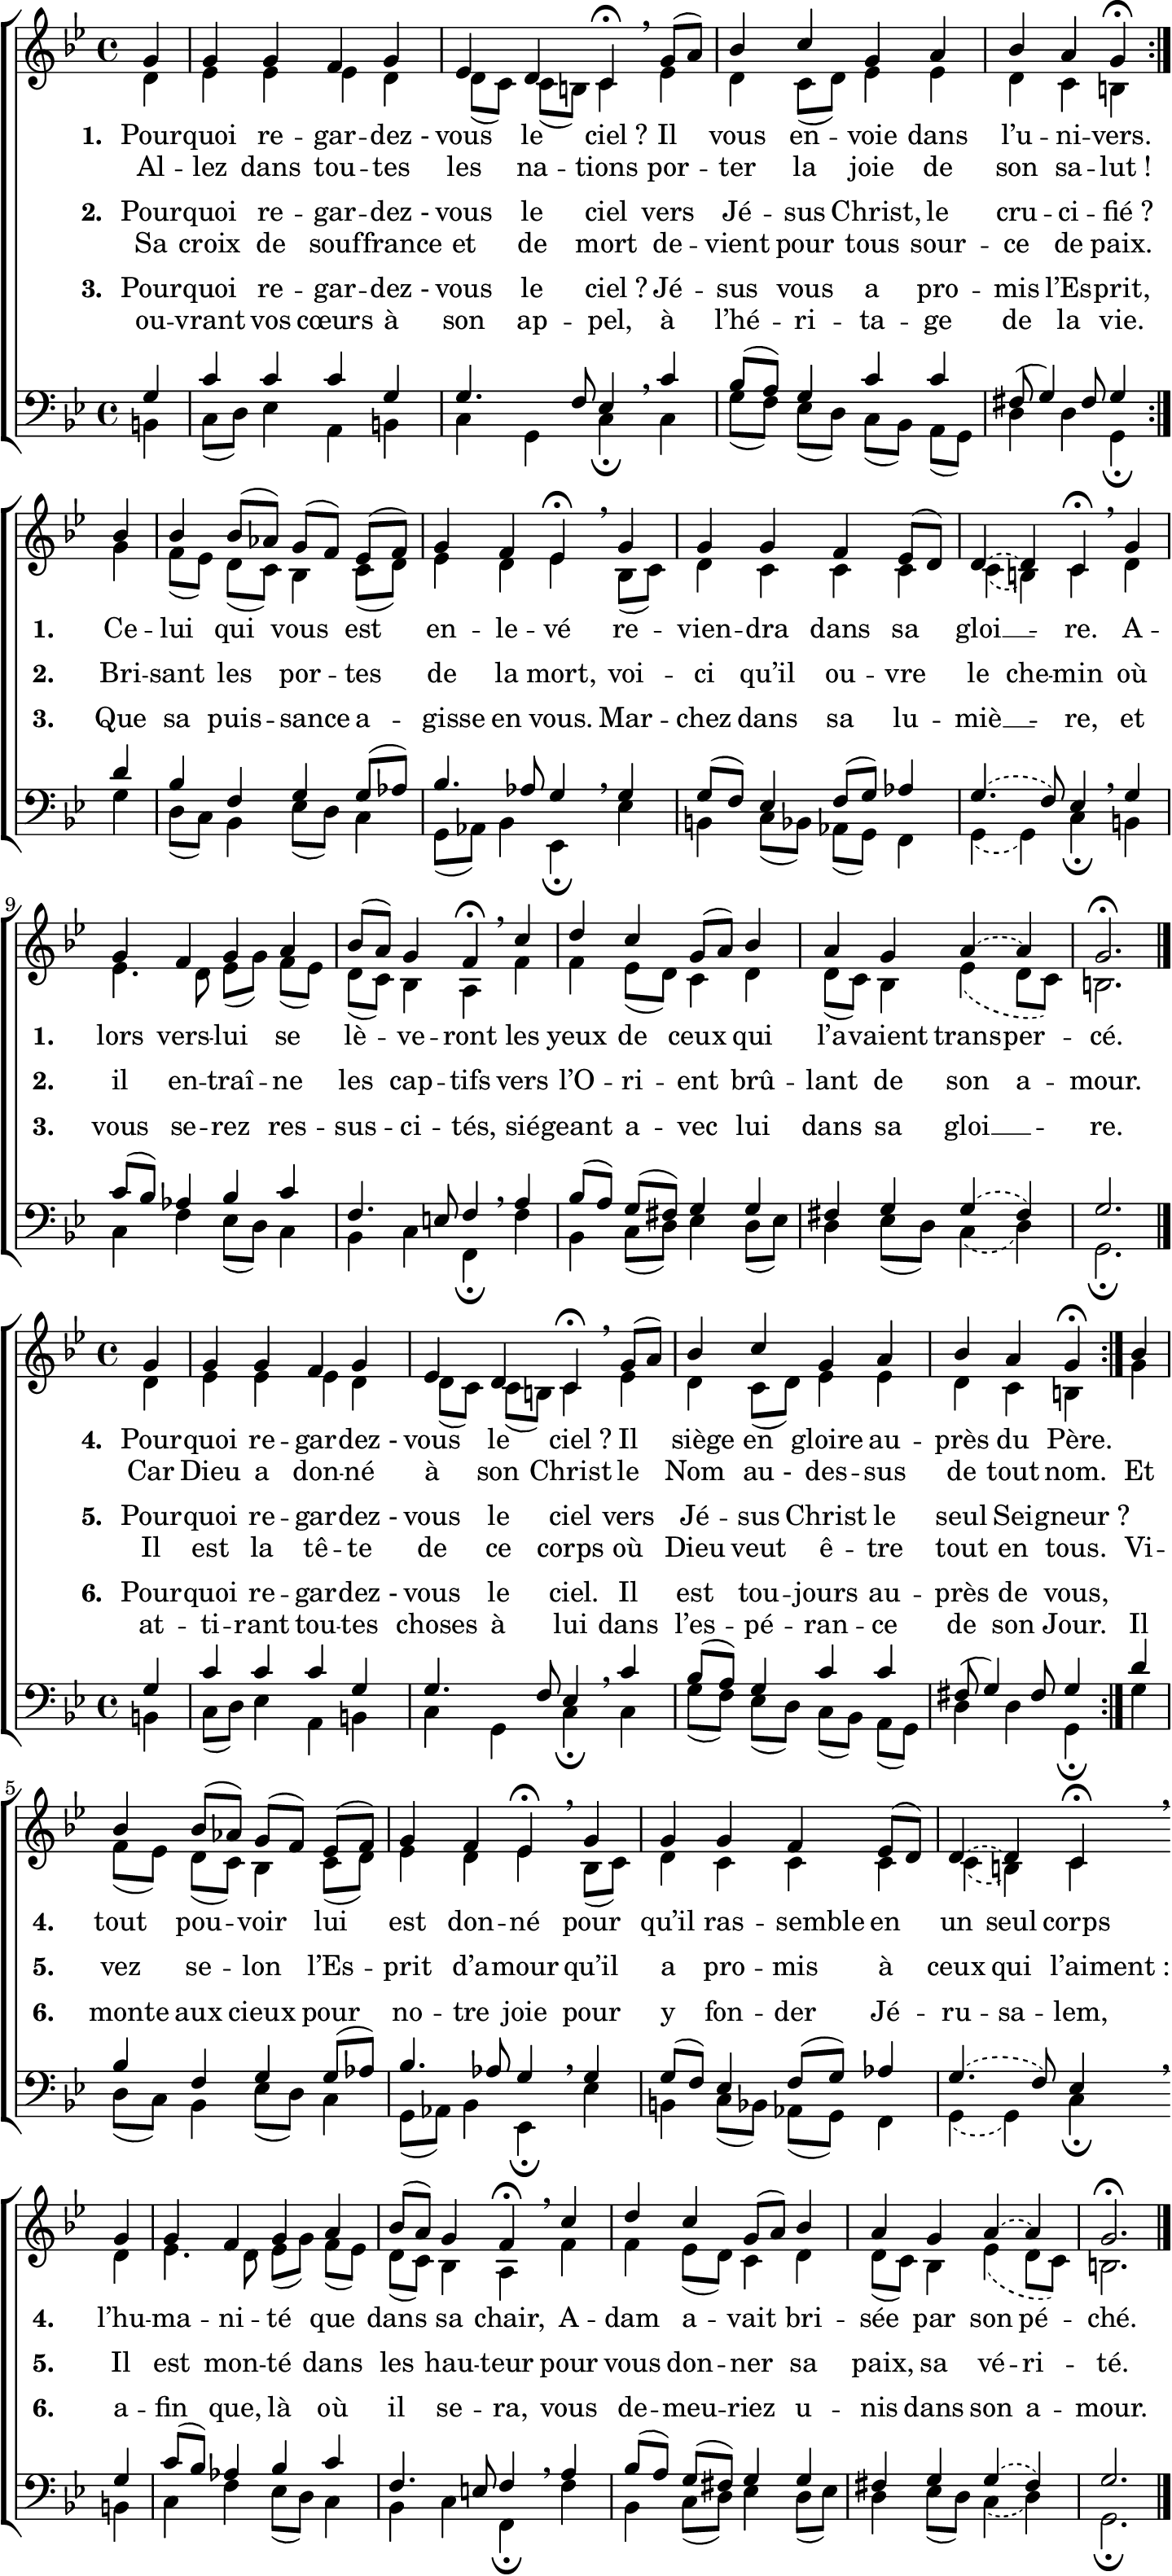 1. Pour -- quoi re -- gar -- dez - vous le ciel ? Il vous en -- voie dans l’u -- ni -- vers.
Al -- lez dans tou -- tes les na -- tions por -- ter la joie de son sa -- lut !
2. Pour -- quoi re -- gar -- dez - vous le ciel vers Jé -- sus Christ, le cru -- ci -- fié ?
Sa croix de souf -- france et de mort de -- vient pour tous sour -- ce de paix.
3. Pour -- quoi re -- gar -- dez - vous le ciel ? Jé -- sus vous a pro -- mis l’Es -- prit,
ou -- vrant vos cœurs à son ap -- pel, à l’hé -- ri -- ta -- ge de la vie.
1. Ce -- lui qui vous est en -- le -- vé re -- vien -- dra dans sa gloi __ -- re. A --
2. Bri -- sant les por -- tes de la mort, voi -- ci qu’il ou -- vre le che -- min où
3. Que sa puis -- sance a -- gisse en vous. Mar -- chez dans sa lu -- miè __ -- re, et
9
1. lors vers -- lui se lè -- ve -- ront les yeux de ceux qui l’a -- vaient trans -- per -- cé.
2. il en -- traî -- ne les cap -- tifs vers l’O -- ri -- ent brû -- lant de son a -- mour.
3. vous se -- rez res -- sus -- ci -- tés, sié -- geant a -- vec lui dans sa gloi __ -- re.
4. Pour -- quoi re -- gar -- dez - vous le ciel ? Il siège en gloire au -- près du Père.
Car Dieu a don -- né à son Christ le Nom au - des -- sus de tout nom. Et
5. Pour -- quoi re -- gar -- dez - vous le ciel vers Jé -- sus Christ le seul Sei -- gneur ?
Il est la tê -- te de ce corps où Dieu veut ê -- tre tout en tous. Vi --
6. Pour -- quoi re -- gar -- dez - vous le ciel. Il est tou -- jours au -- près de vous,
at -- ti -- rant tou -- tes choses à lui dans l’es -- pé -- ran -- ce de son Jour. Il
5
4. tout pou -- voir lui est don -- né pour qu’il ras -- semble en un seul corps
5. vez se -- lon l’Es -- prit d’a -- mour qu’il a pro -- mis à ceux qui l’aiment :
6. monte aux cieux pour no -- tre joie pour y fon -- der Jé -- ru -- sa -- lem,
4. l’hu -- ma -- ni -- té que dans sa chair, A -- dam a -- vait bri -- sée par son pé -- ché.
5. Il est mon -- té dans les hau -- teur pour vous don -- ner sa paix, sa vé -- ri -- té.
6. a -- fin que, là où il se -- ra, vous de -- meu -- riez u -- nis dans son a -- mour.